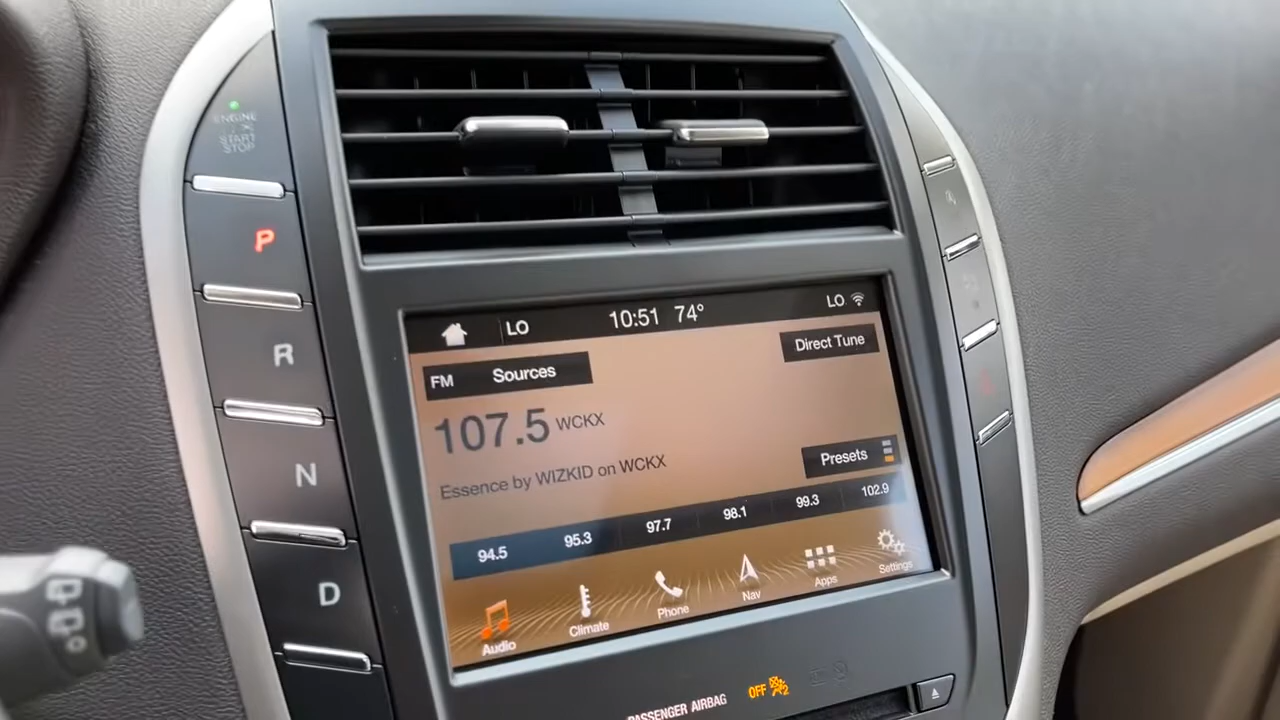 ENGINE
START
STOP
P
R
N
D
LO
10:51 74°
LO
FM
Sources
Direct Tune
107.5 WCKX
Essence by WIZKID on WCKX
Presets
94.5
95.3
97.7
98.1
99.3
102.9
Audio
Climate
Phone
Nav
Apps
Settings
PASSENGER AIRBAG
OFF
2